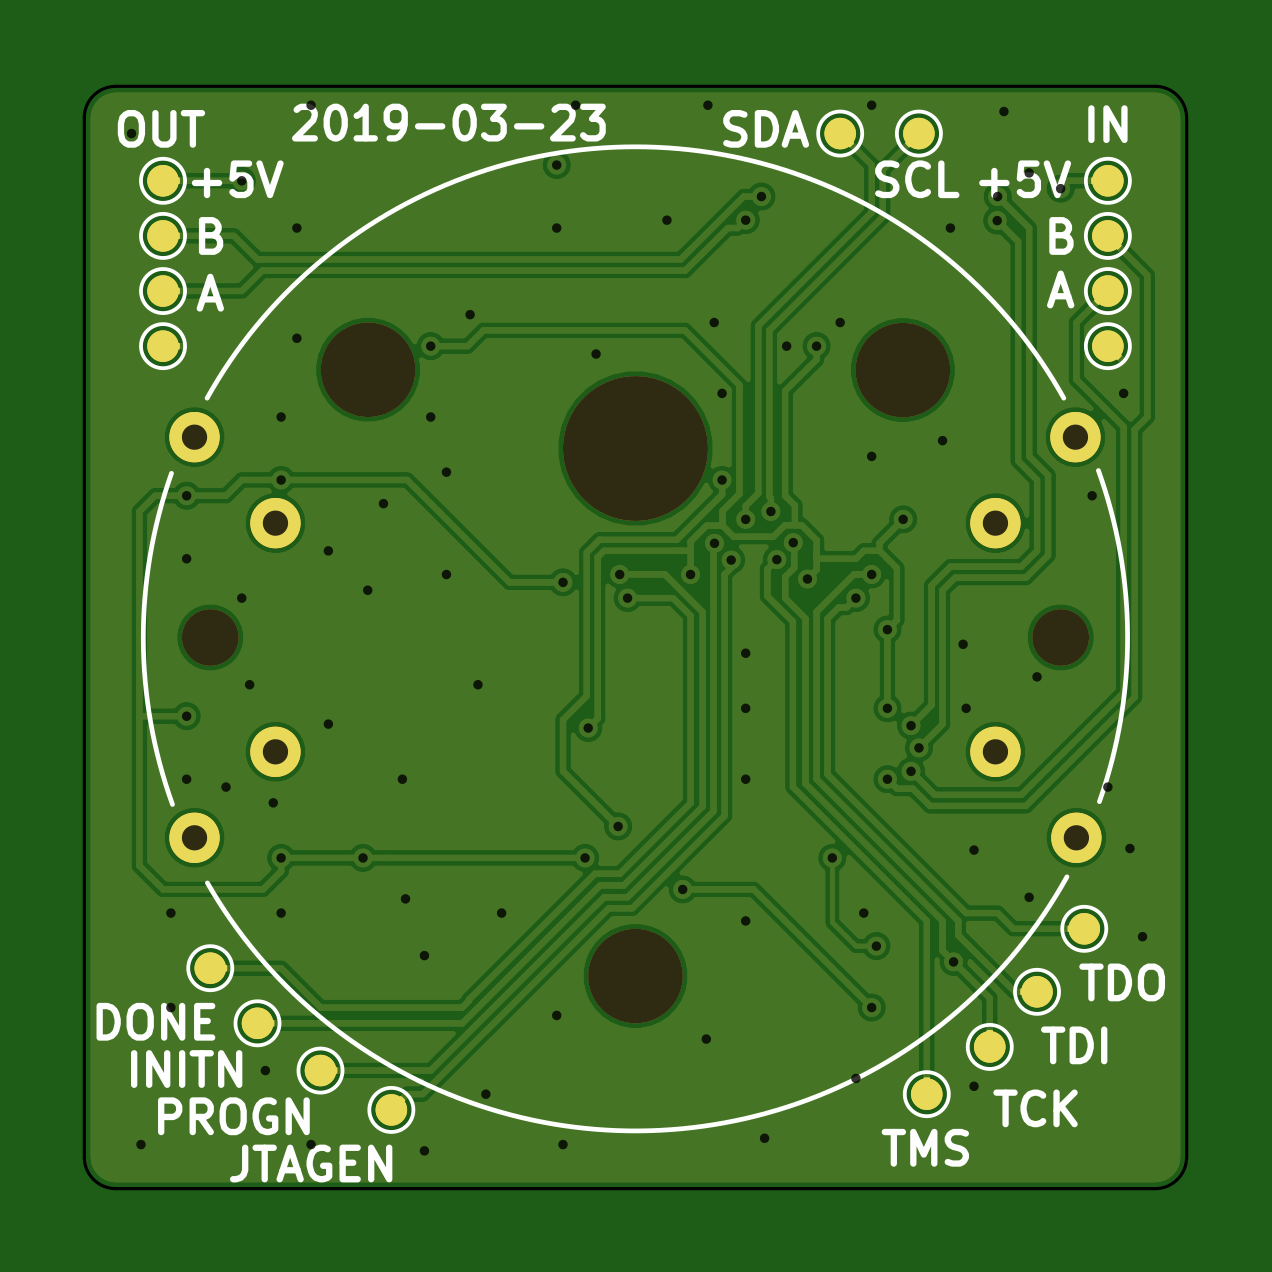 OUT
2019-03-23
SDA
IN
+5V
SCL
+5V
B
B
A
A
DONE
TDO
INITN
TDI
PROGN
TCK
JTAGEN
TMS